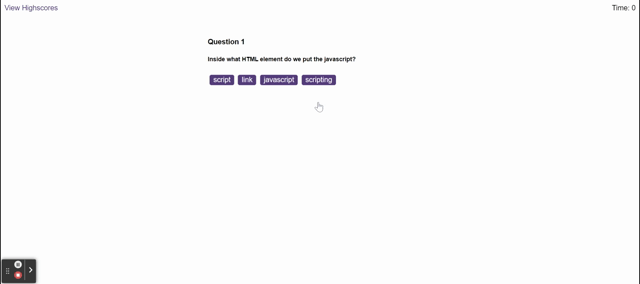 View Highscores
Time: 0
Question 1
Inside what HTML element do we put the javascript?
script link javascript scripting